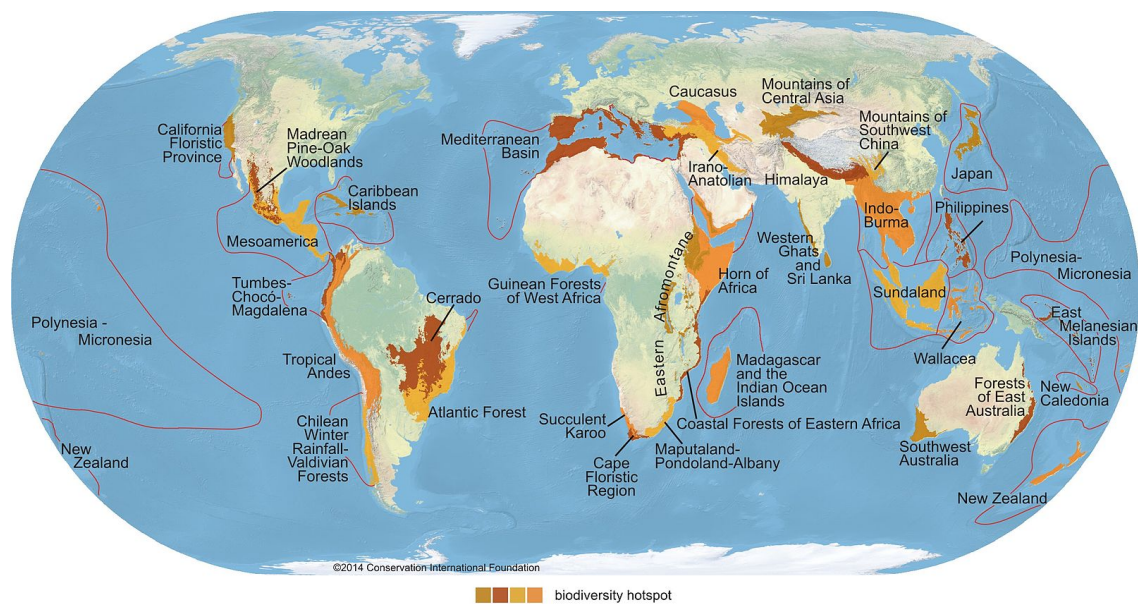 California
Floristic
Province
Madrean
Pine-Oak
Woodlands
Caribbean
Islands
Mesoamerica
Tumbes-
Chocó-
Magdalena
Cerrado
Polynesia -
Micronesia
Tropical
Andes
Atlantic Forest
Chilean
Winter
Rainfall-
Valdivian
Forests
New
Zealand
Mediterranean
Basin
Caucasus
Mountains of
Central Asia
Mountains of
Southwest
China
Irano-
Anatolian
Himalaya
Japan
Indo-
Burma
Philippines
Western
Ghats
and
Sri Lanka
Guinean Forests
of West Africa
Eastern Afromontane
Horn of
Africa
Polynesia-
Micronesia
Sundaland
East
Melanesian
Islands
Wallacea
Madagascar
and the
Indian Ocean
Islands
Forests
of East
Australia
New
Caledonia
Succulent
Karoo
Coastal Forests of Eastern Africa
Maputaland-
Pondoland-Albany
Cape
Floristic
Region
Southwest
Australia
New Zealand
©2014 Conservation International Foundation
biodiversity hotspot